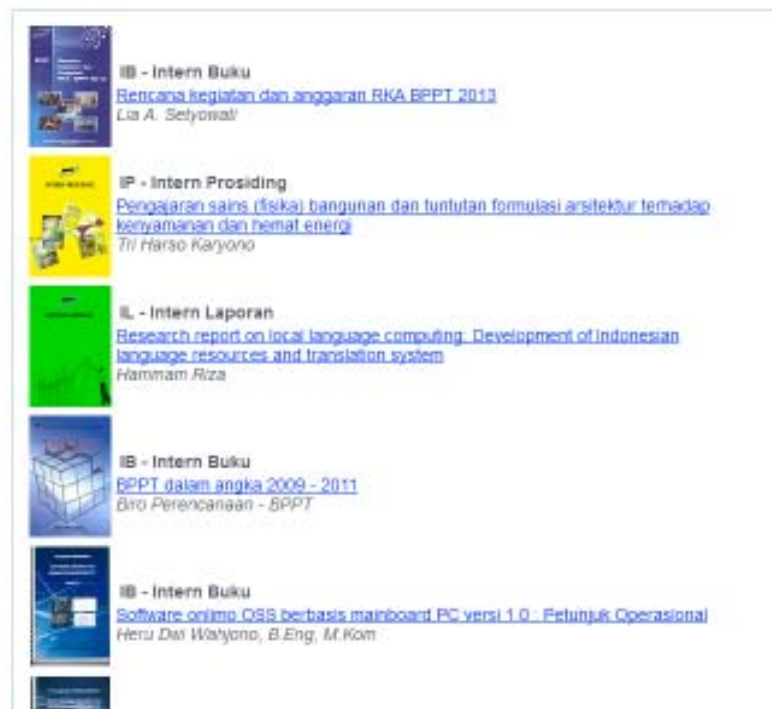 IB - Intern Buku
Rencana kegiatan dan anggaran RKA BPPT 2013
Lia A. Setyowati
IP - Intern Prosiding
Pengajaran sains (fisika) bangunan dan tuntutan formulasi arsitektur terhadap
kenyamanan dan hemat energi
Tri Harso Karyono
IL - Intern Laporan
Research report on local language computing: Development of Indonesian
language resources and translation system
Hammam Riza
IB - Intern Buku
BPPT dalam angka 2009 - 2011
Biro Perencanaan - BPPT
IB - Intern Buku
Software onlimo OSS berbasis mainboard PC versi 1.0 : Petunjuk Operasional
Heru Dwi Wahjono, B.Eng, M.Kom